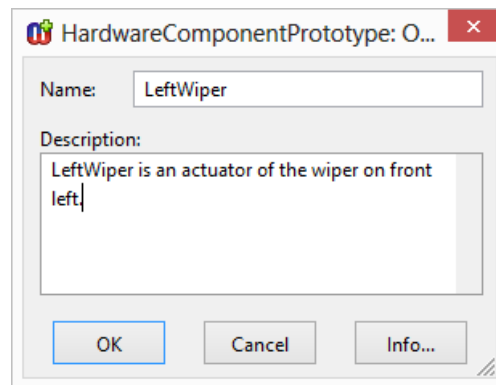 HardwareComponentPrototype: O...
Name: LeftWiper
Description:
LeftWiper is an actuator of the wiper on front
left.
OK Cancel Info...